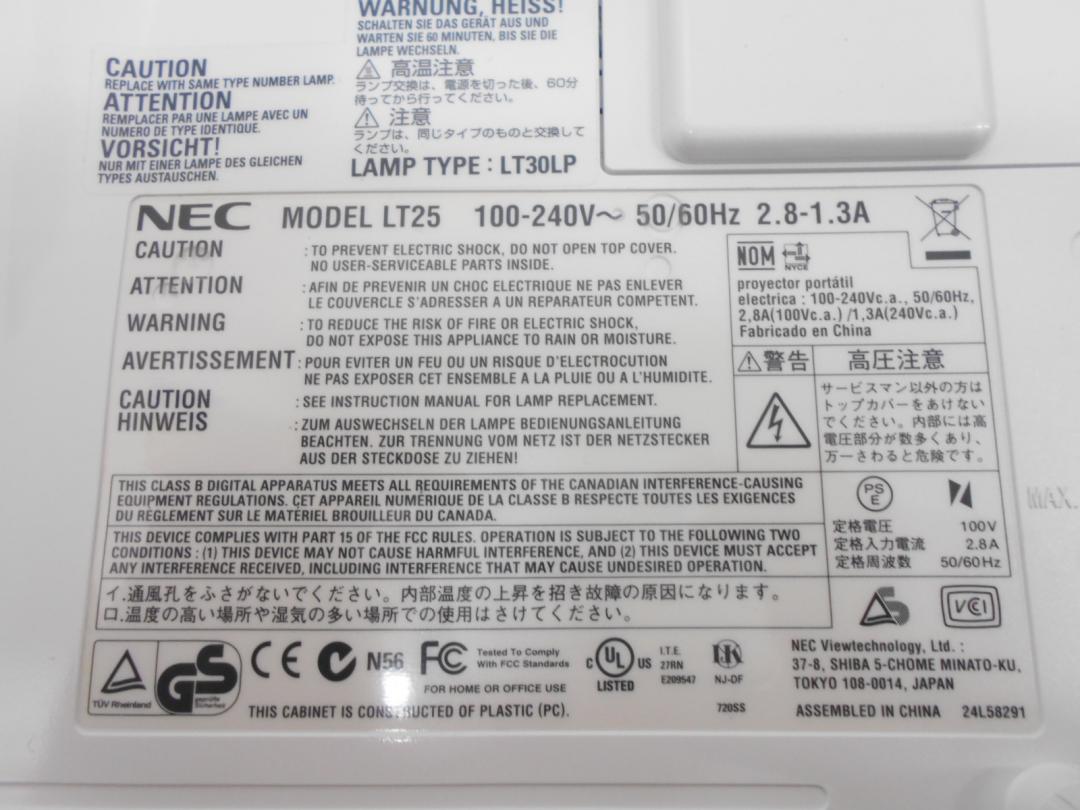 WARNUNG, HEISS!
SCHALTEN SIE DAS GERÄT AUS UND
WARTEN SIE 60 MINUTEN, BIS SIE DIE
LAMPE WECHSELN.
高温注意
ランプ交換は、電源を切った後、60分
待ってから行ってください。
注意
ランプは、同じタイプのものと交換して
ください。
LAMP TYPE : LT30LP
CAUTION
REPLACE WITH SAME TYPE NUMBER LAMP.
ATTENTION
REMPLACER PAR UNE LAMPE AVEC UN
NUMERO DE TYPE IDENTIQUE.
VORSICHT!
NUR MIT EINER LAMPE DES GLEICHEN
TYPES AUSTAUSCHEN.
NEC MODEL LT25 100-240V～ 50/60Hz 2.8-1.3A
CAUTION : TO PREVENT ELECTRIC SHOCK, DO NOT OPEN TOP COVER.
NO USER-SERVICEABLE PARTS INSIDE.
ATTENTION : AFIN DE PREVENIR UN CHOC ELECTRIQUE NE PAS ENLEVER
LE COUVERCLE S'ADRESSER A UN REPARATEUR COMPETENT.
WARNING : TO REDUCE THE RISK OF FIRE OR ELECTRIC SHOCK,
DO NOT EXPOSE THIS APPLIANCE TO RAIN OR MOISTURE.
AVERTISSEMENT : POUR EVITER UN FEU OU UN RISQUE D'ELECTROCUTION
NE PAS EXPOSER CET ENSEMBLE A LA PLUIE OU A L'HUMIDITE.
CAUTION : SEE INSTRUCTION MANUAL FOR LAMP REPLACEMENT.
HINWEIS : ZUM AUSWECHSELN DER LAMPE BEDIENUNGSANLEITUNG
BEACHTEN. ZUR TRENNUNG VOM NETZ IST DER NETZSTECKER
AUS DER STECKDOSE ZU ZIEHEN!
NOM NYCE
proyector portátil
electrica : 100-240Vc.a., 50/60Hz,
2,8A(100Vc.a.) /1,3A(240Vc.a.)
Fabricado en China
警告 高圧注意
サービスマン以外の方は
トップカバーをあけない
でください。内部には高
電圧部分が数多くあり、
万一さわると危険です。
THIS CLASS B DIGITAL APPARATUS MEETS ALL REQUIREMENTS OF THE CANADIAN INTERFERENCE-CAUSING
EQUIPMENT REGULATIONS. CET APPAREIL NUMÉRIQUE DE LA CLASSE B RESPECTE TOUTES LES EXIGENCES
DU RÈGLEMENT SUR LE MATÉRIEL BROUILLEUR DU CANADA.
THIS DEVICE COMPLIES WITH PART 15 OF THE FCC RULES. OPERATION IS SUBJECT TO THE FOLLOWING TWO
CONDITIONS : (1) THIS DEVICE MAY NOT CAUSE HARMFUL INTERFERENCE, AND (2) THIS DEVICE MUST ACCEPT
ANY INTERFERENCE RECEIVED, INCLUDING INTERFERENCE THAT MAY CAUSE UNDESIRED OPERATION.
イ.通風孔をふさがないでください。内部温度の上昇を招き故障の原因になります。
ロ.温度の高い場所や湿気の多い場所での使用はさけてください。
PS
E
定格電圧 100V
定格入力電流 2.8A
定格周波数 50/60Hz
VCCI
MAX.
TÜV Rheinland
GS
geprüfte
Sicherheit
CE
N56
FC
Tested To Comply
With FCC Standards
FOR HOME OR OFFICE USE
C UL US
LISTED
I.T.E.
27RN
E209547
NJ-DF
720SS
THIS CABINET IS CONSTRUCTED OF PLASTIC (PC).
NEC Viewtechnology, Ltd. :
37-8, SHIBA 5-CHOME MINATO-KU,
TOKYO 108-0014, JAPAN
ASSEMBLED IN CHINA 24L58291